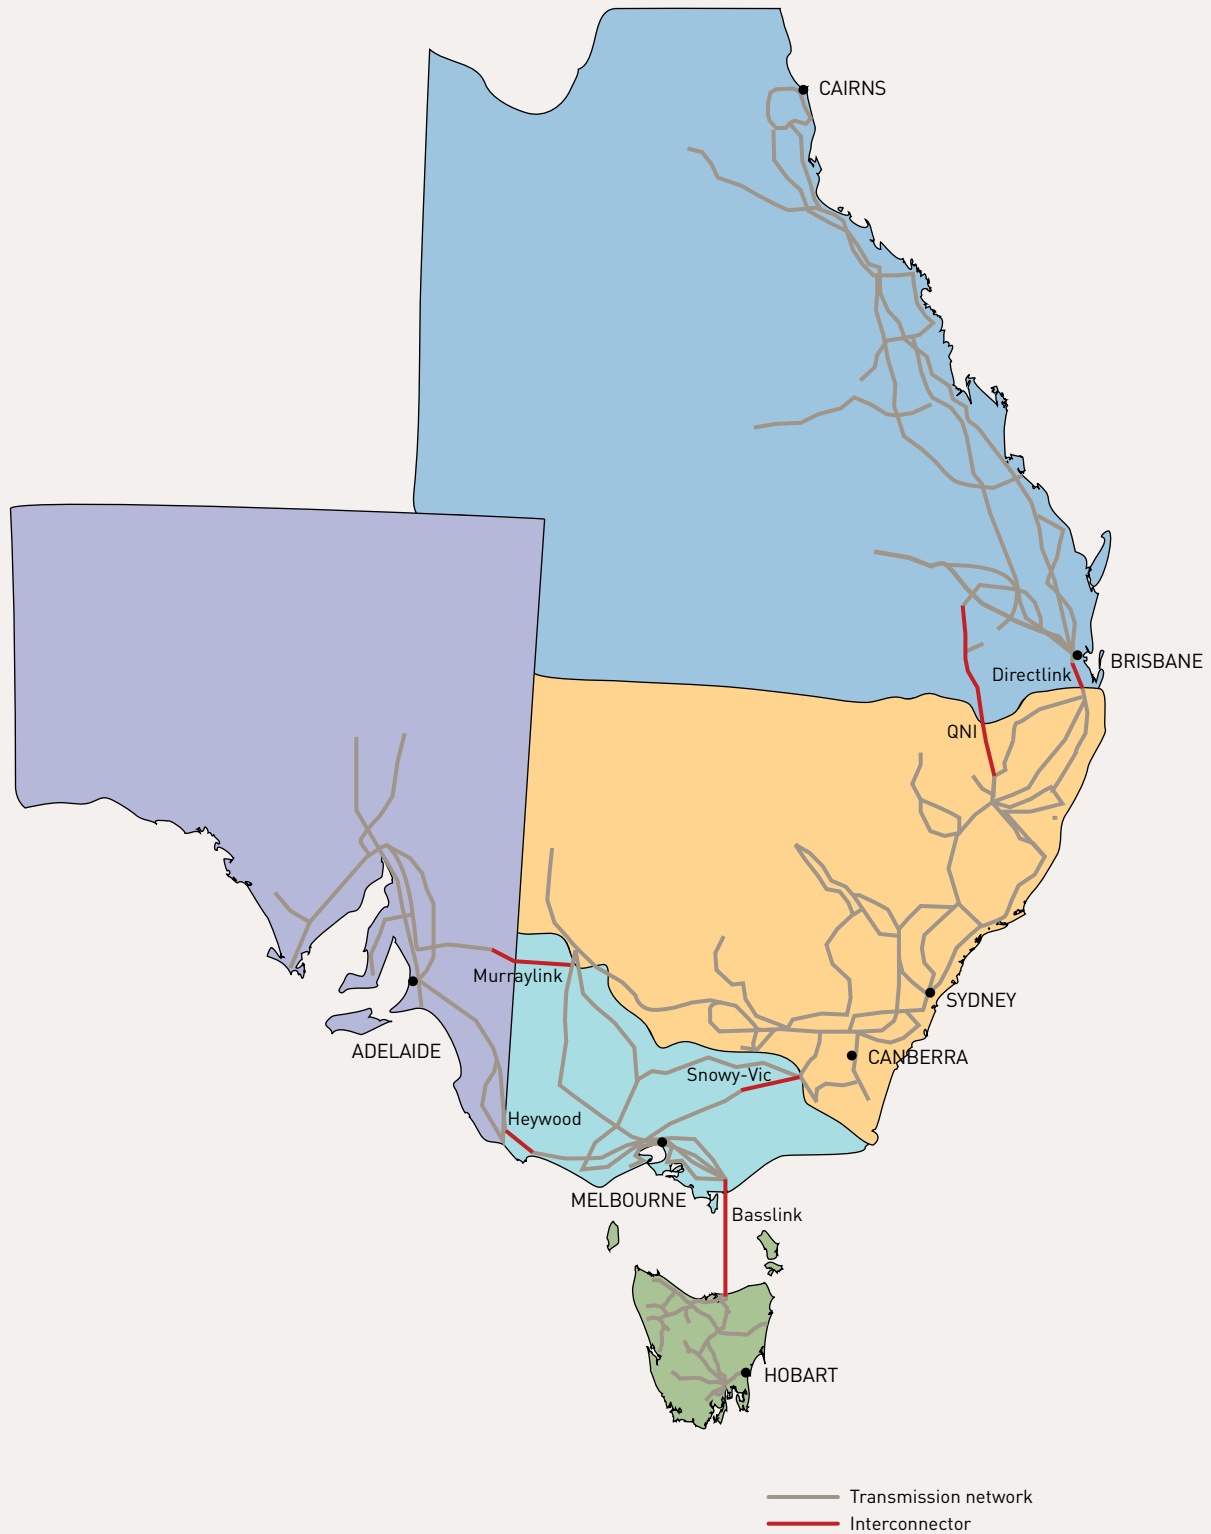 CAIRNS
BRISBANE
Directlink
QNI
Murraylink
SYDNEY
ADELAIDE
CANBERRA
Snowy-Vic
Heywood
MELBOURNE
Basslink
HOBART
Transmission network
Interconnector